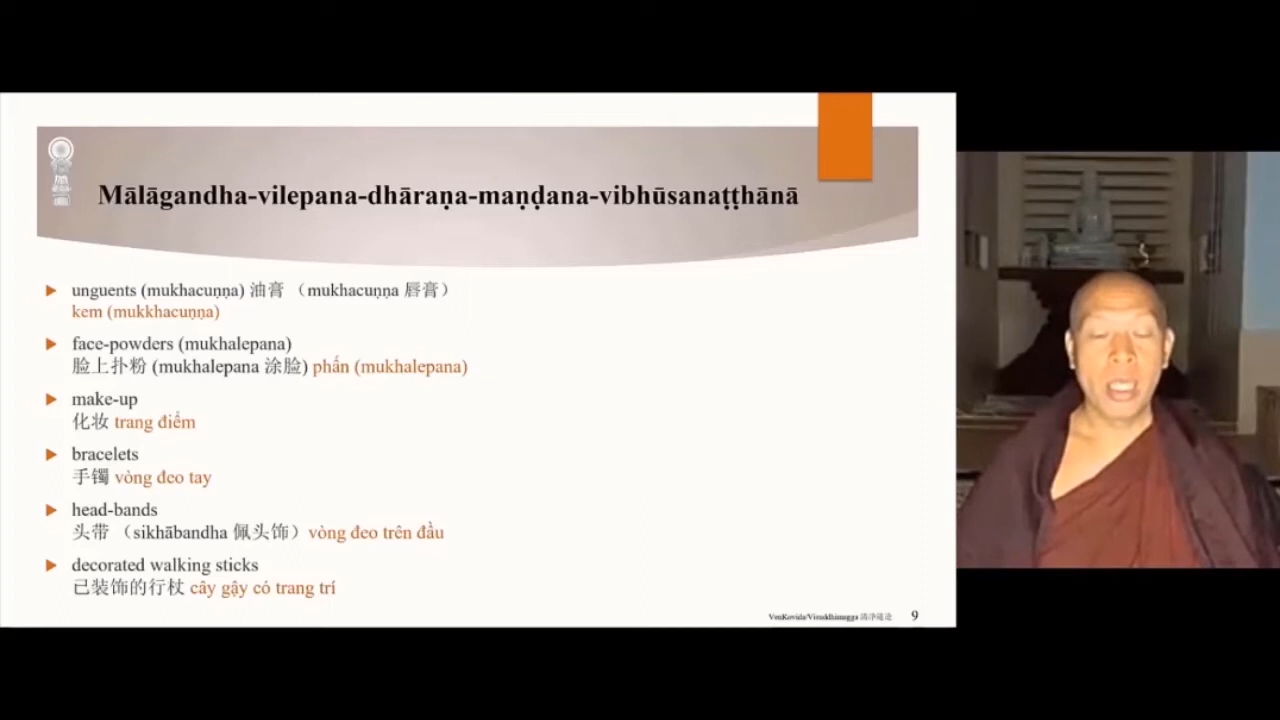 Mālāgandha-vilepana-dhāraṇa-maṇḍana-vibhūsanaṭṭhānā
unguents (mukhacuṇṇa) 油膏 （mukhacuṇṇa 唇膏）
kem (mukkhacuṇṇa)
face-powders (mukhalepana)
脸上扑粉 (mukhalepana 涂脸) phấn (mukhalepana)
make-up
化妆 trang điểm
bracelets
手镯 vòng đeo tay
head-bands
头带 （sikhābandha 佩头饰）vòng đeo trên đầu
decorated walking sticks
已装饰的行杖 cây gậy có trang trí
VenKovida/Visuddhimagga 清净道论 9